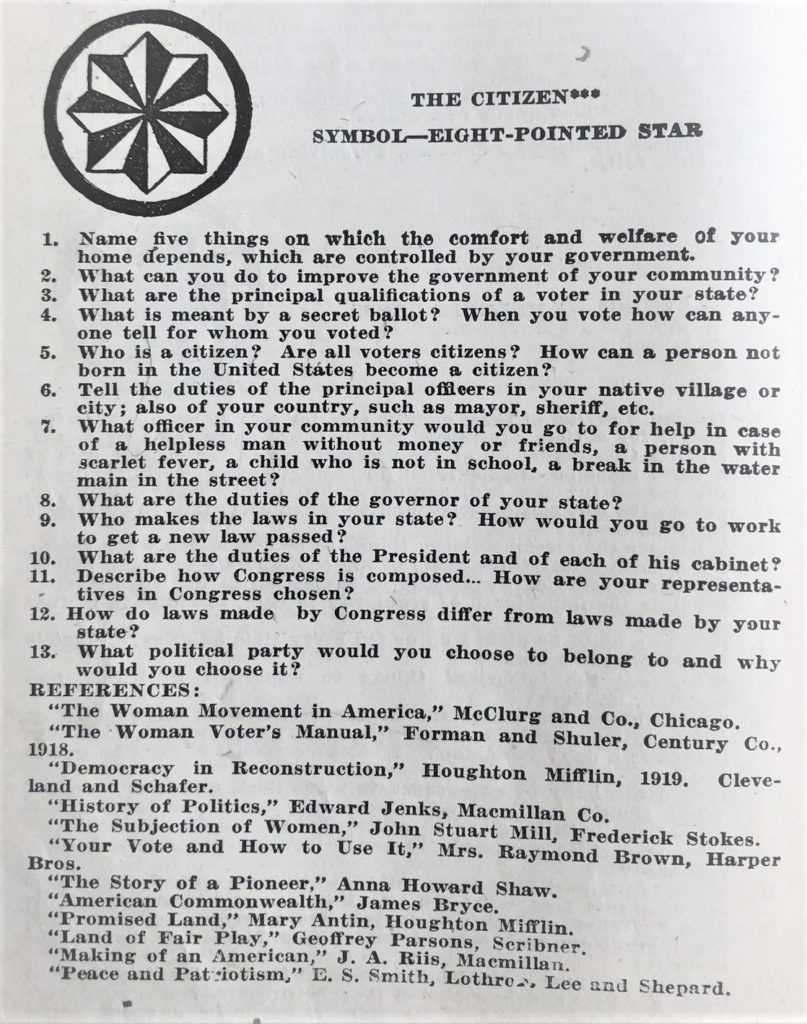 THE CITIZEN***
SYMBOL—EIGHT-POINTED STAR
1. Name five things on which the comfort and welfare of your
home depends, which are controlled by your government.
2. What can you do to improve the government of your community?
3. What are the principal qualifications of a voter in your state?
4. What is meant by a secret ballot? When you vote how can any-
one tell for whom you voted?
5. Who is a citizen? Are all voters citizens? How can a person not
born in the United States become a citizen?
6. Tell the duties of the principal officers in your native village or
city; also of your country, such as mayor, sheriff, etc.
7. What officer in your community would you go to for help in case
of a helpless man without money or friends, a person with
scarlet fever, a child who is not in school, a break in the water
main in the street?
8. What are the duties of the governor of your state?
9. Who makes the laws in your state? How would you go to work
to get a new law passed?
10. What are the duties of the President and of each of his cabinet?
11. Describe how Congress is composed... How are your representa-
tives in Congress chosen?
12. How do laws made by Congress differ from laws made by your
state?
13. What political party would you choose to belong to and why
would you choose it?
REFERENCES:
"The Woman Movement in America," McClurg and Co., Chicago.
"The Woman Voter's Manual," Forman and Shuler, Century Co.,
1918.
"Democracy in Reconstruction," Houghton Mifflin, 1919. Cleve-
land and Schafer.
"History of Politics," Edward Jenks, Macmillan Co.
"The Subjection of Women," John Stuart Mill, Frederick Stokes.
"Your Vote and How to Use It," Mrs. Raymond Brown, Harper
Bros.
"The Story of a Pioneer," Anna Howard Shaw.
"American Commonwealth," James Bryce.
"Promised Land," Mary Antin, Houghton Mifflin.
"Land of Fair Play," Geoffrey Parsons, Scribner.
"Making of an American," J. A. Riis, Macmillan.
"Peace and Patriotism," E. S. Smith, Lothrop, Lee and Shepard.